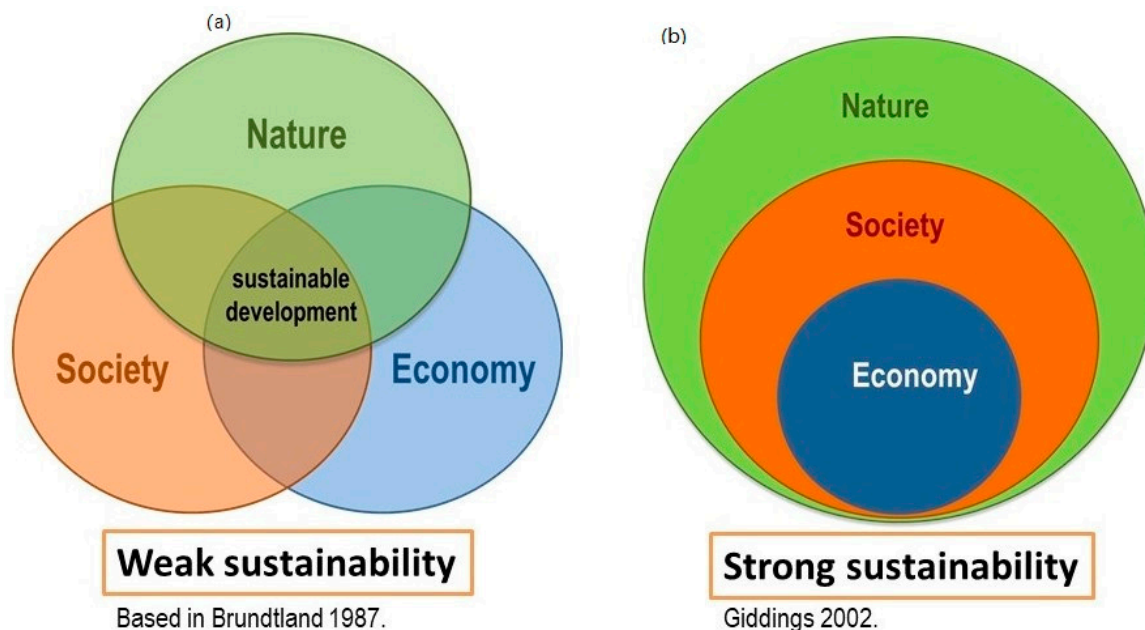 (a)
Nature
sustainable
development
Society
Economy
Weak sustainability
Based in Brundtland 1987.
(b)
Nature
Society
Economy
Strong sustainability
Giddings 2002.